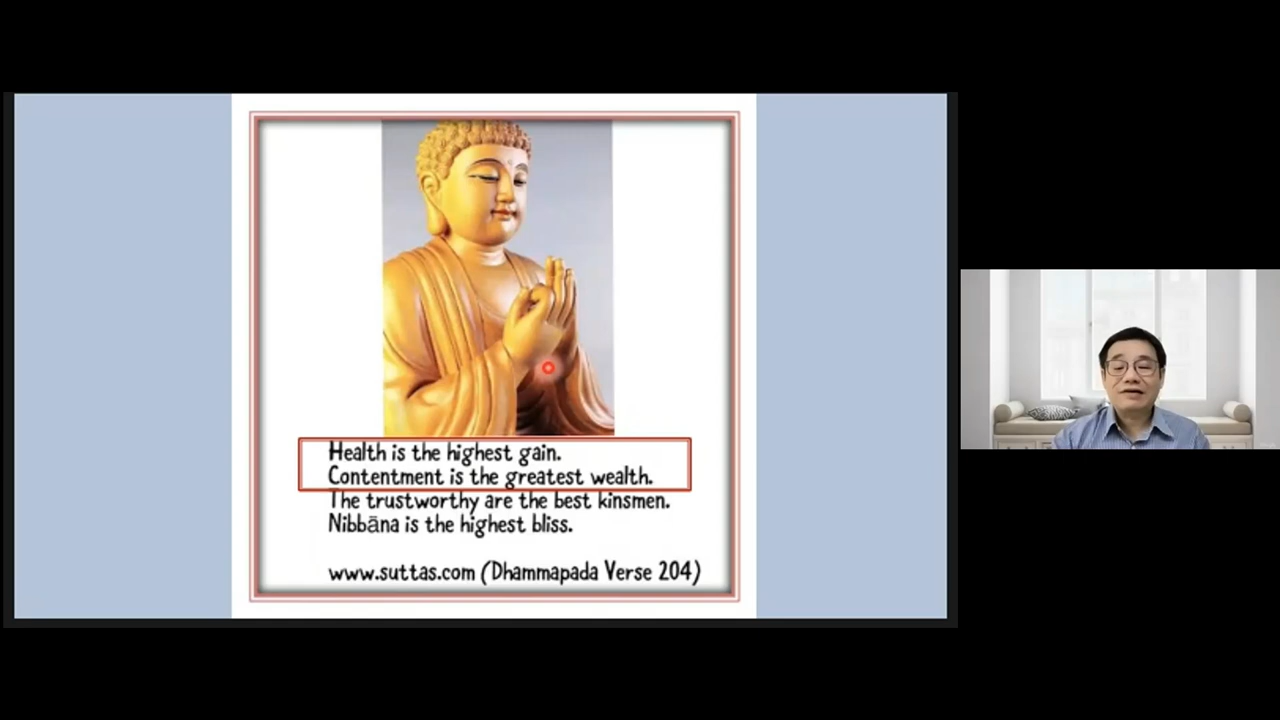 Health is the highest gain.
Contentment is the greatest wealth.
The trustworthy are the best kinsmen.
Nibbāna is the highest bliss.
www.suttas.com (Dhammapada Verse 204)